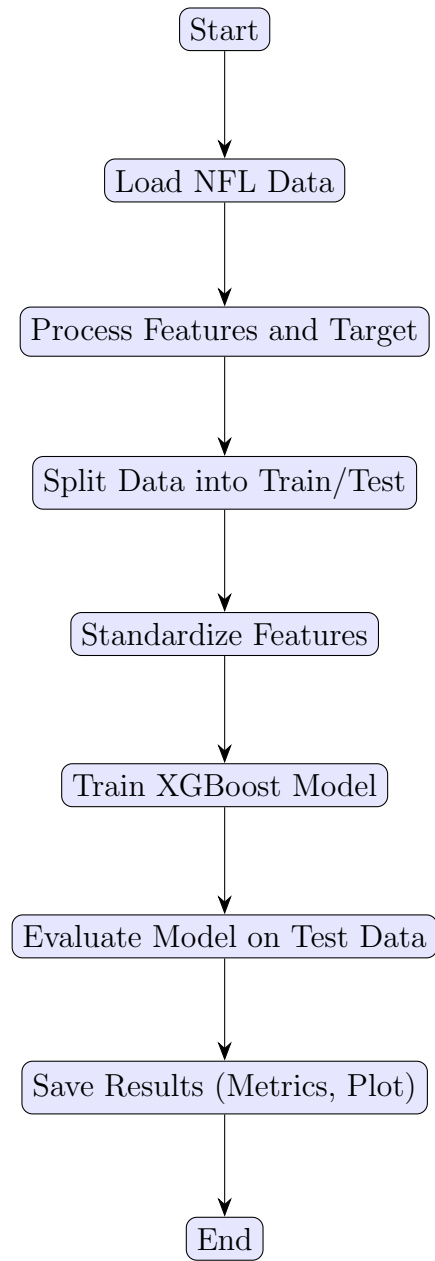 Start
Load NFL Data
Process Features and Target
Split Data into Train/Test
Standardize Features
Train XGBoost Model
Evaluate Model on Test Data
Save Results (Metrics, Plot)
End